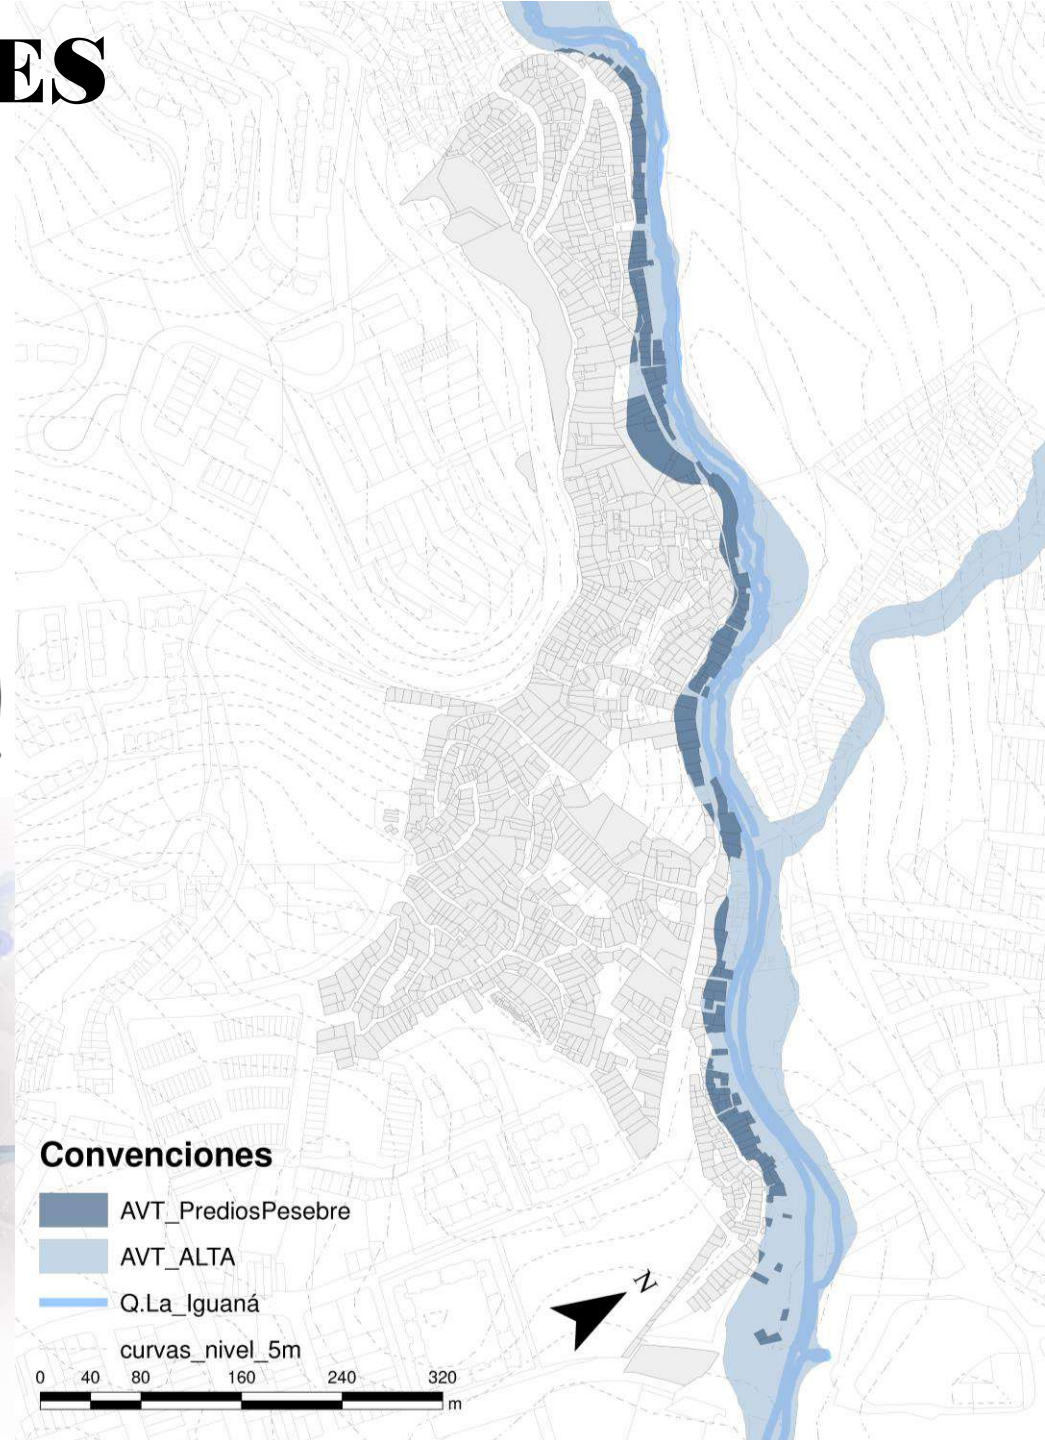 ES
N
Convenciones
AVT_PrediosPesebre
AVT_ALTA
Q.La_Iguaná
curvas_nivel_5m
0 40 80 160 240 320
m